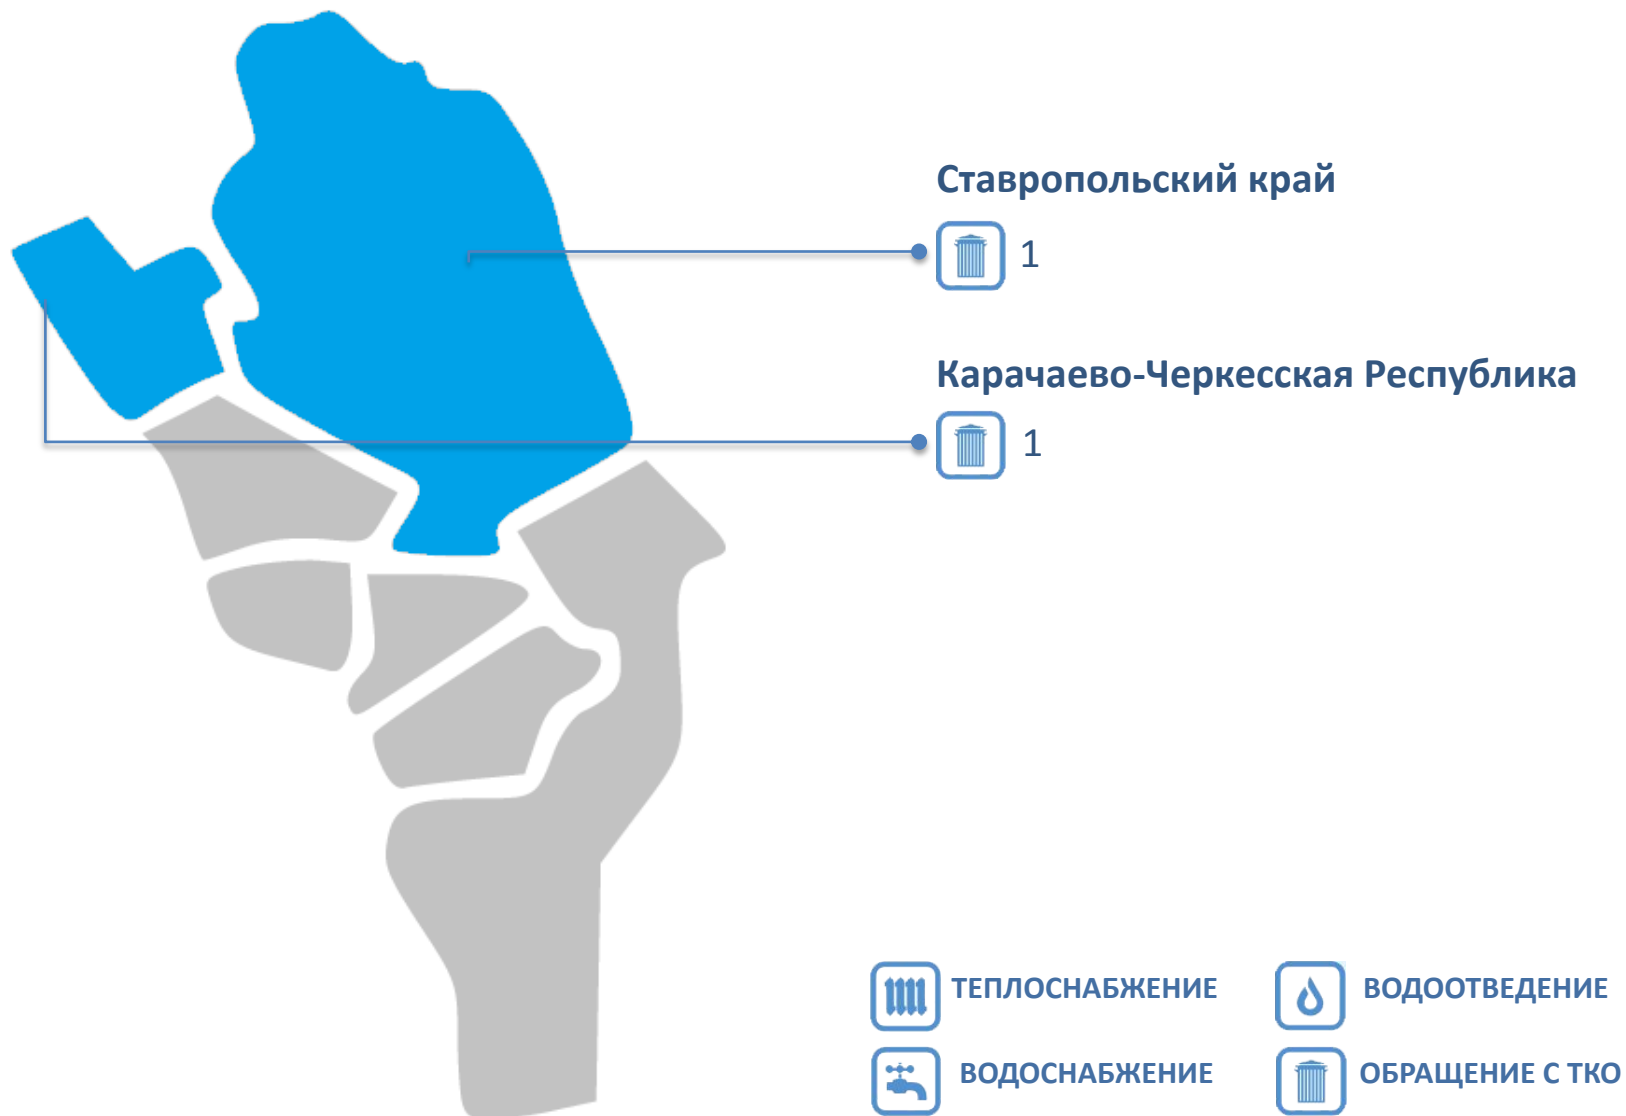 Ставропольский край
1
Карачаево-Черкесская Республика
1
ТЕПЛОСНАБЖЕНИЕ
ВОДООТВЕДЕНИЕ
ВОДОСНАБЖЕНИЕ
ОБРАЩЕНИЕ С ТКО